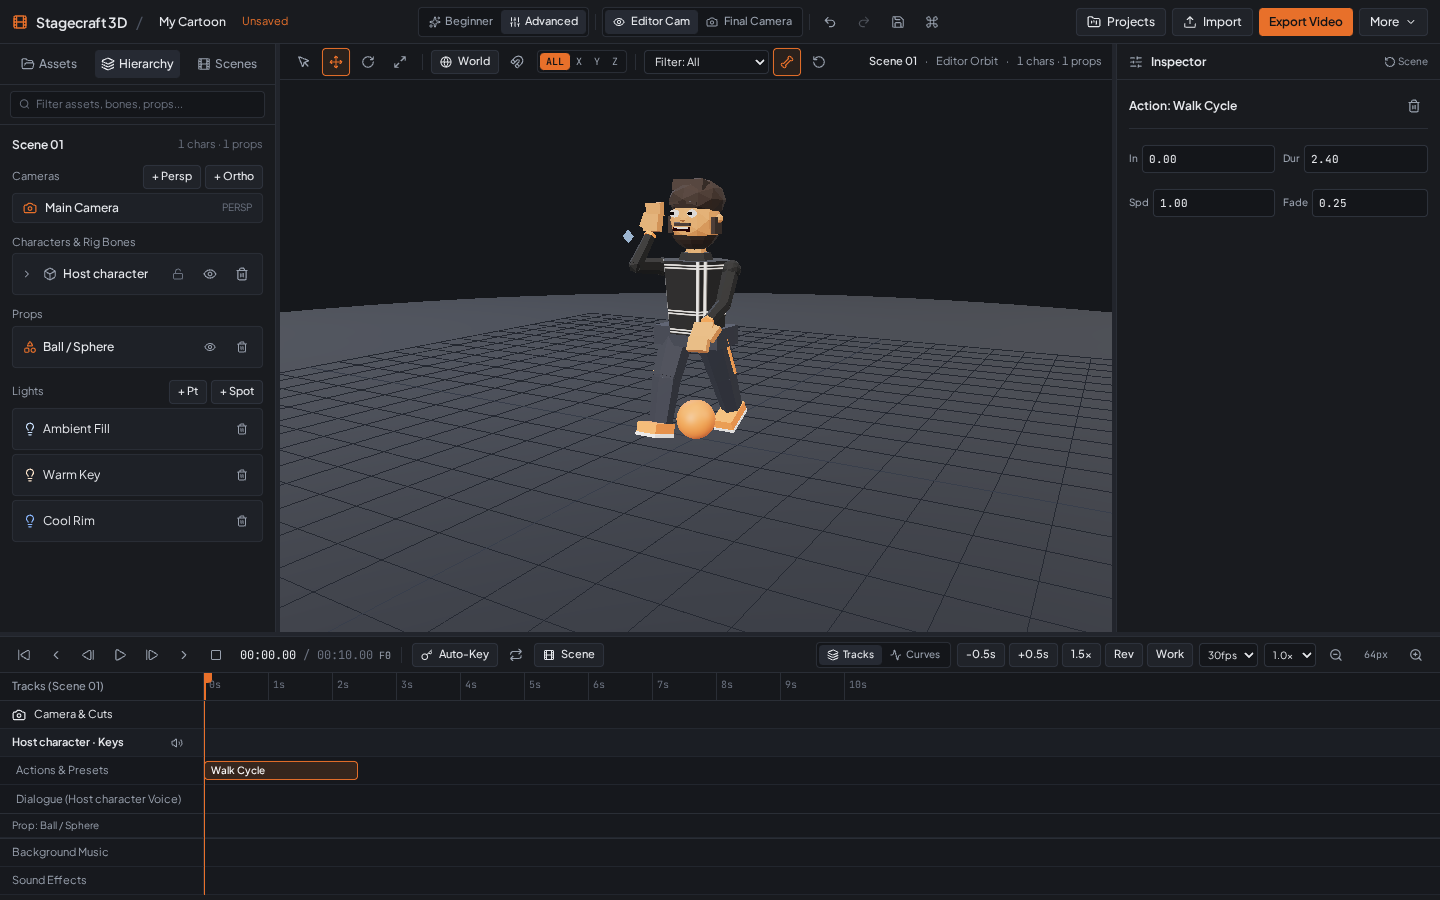 Stagecraft 3D / My Cartoon Unsaved Beginner Advanced Editor Cam Final Camera Projects Import Export Video More
Assets Hierarchy Scenes
World ALL X Y Z Filter: All Scene 01 · Editor Orbit · 1 chars · 1 props
Inspector Scene
Filter assets, bones, props...
Action: Walk Cycle
Scene 01 1 chars · 1 props
In 0.00 Dur 2.40
Cameras + Persp + Ortho
Main Camera PERSP
Spd 1.00 Fade 0.25
Characters & Rig Bones
Host character
Props
Ball / Sphere
Lights + Pt + Spot
Ambient Fill
Warm Key
Cool Rim
00:00.00 / 00:10.00 F0 Auto-Key Scene Tracks Curves -0.5s +0.5s 1.5× Rev Work 30fps 1.0× 64px
Tracks (Scene 01) 0s 1s 2s 3s 4s 5s 6s 7s 8s 9s 10s
Camera & Cuts
Host character · Keys
Actions & Presets Walk Cycle
Dialogue (Host character Voice)
Prop: Ball / Sphere
Background Music
Sound Effects